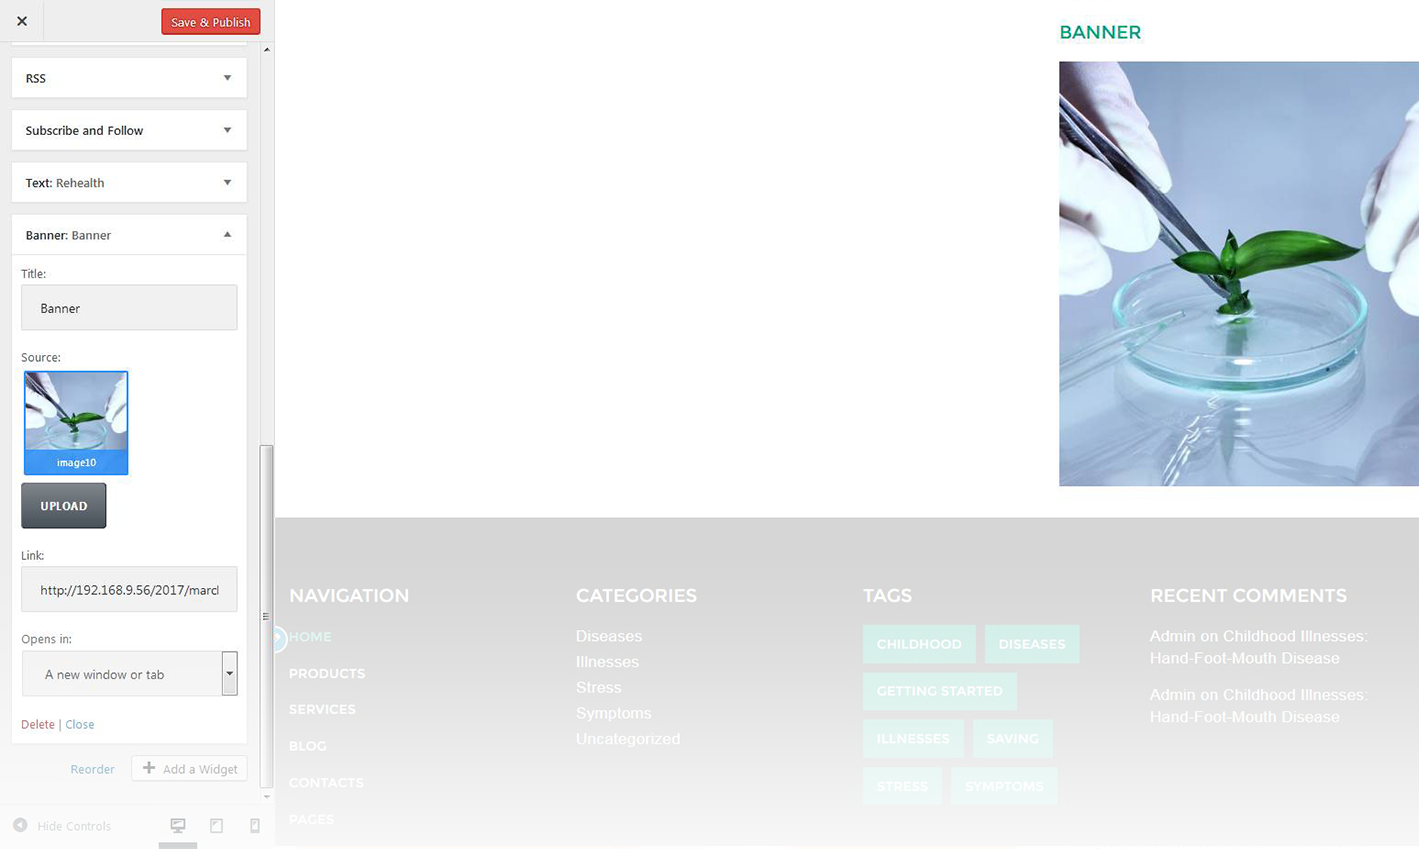 Save & Publish
RSS
Subscribe and Follow
Text: Rehealth
Banner: Banner
Title:
Banner
Source:
image10
UPLOAD
Link:
http://192.168.9.56/2017/marcl
Opens in:
A new window or tab
Delete | Close
Reorder
Add a Widget
Hide Controls
BANNER
NAVIGATION
HOME
PRODUCTS
SERVICES
BLOG
CONTACTS
PAGES
CATEGORIES
Diseases
Illnesses
Stress
Symptoms
Uncategorized
TAGS
CHILDHOOD DISEASES
GETTING STARTED
ILLNESSES SAVING
STRESS SYMPTOMS
RECENT COMMENTS
Admin on Childhood Illnesses:
Hand-Foot-Mouth Disease
Admin on Childhood Illnesses:
Hand-Foot-Mouth Disease